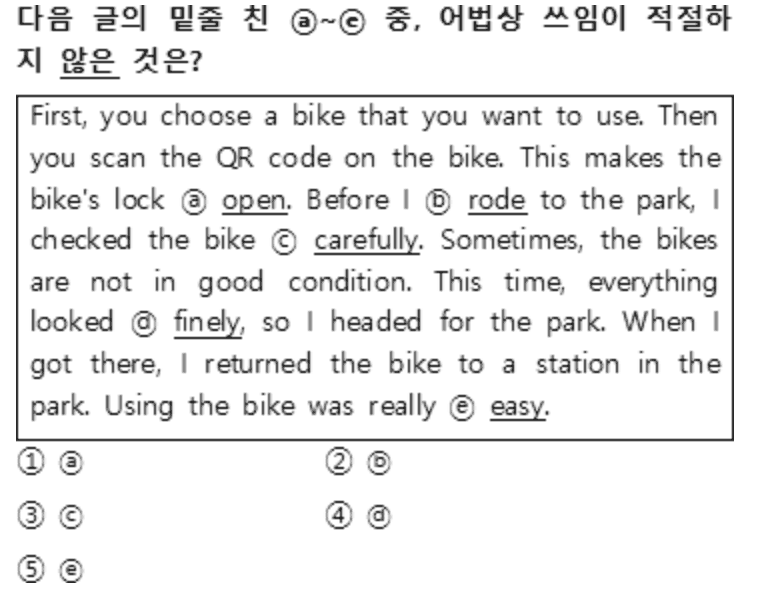 다음 글의 밑줄 친 ⓐ~ⓔ 중, 어법상 쓰임이 적절하
지 않은 것은?
First, you choose a bike that you want to use. Then
you scan the QR code on the bike. This makes the
bike's lock ⓐ open. Before I ⓑ rode to the park, I
checked the bike ⓒ carefully. Sometimes, the bikes
are not in good condition. This time, everything
looked ⓓ finely, so I headed for the park. When I
got there, I returned the bike to a station in the
park. Using the bike was really ⓔ easy.
① ⓐ ② ⓑ
③ ⓒ ④ ⓓ
⑤ ⓔ